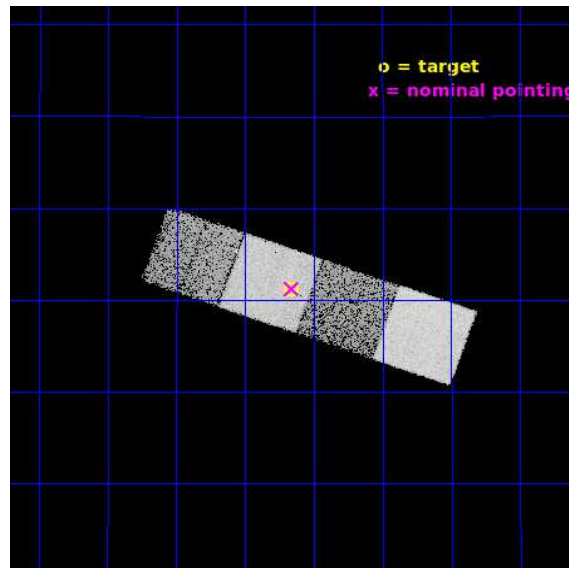 o = target
x = nominal pointing